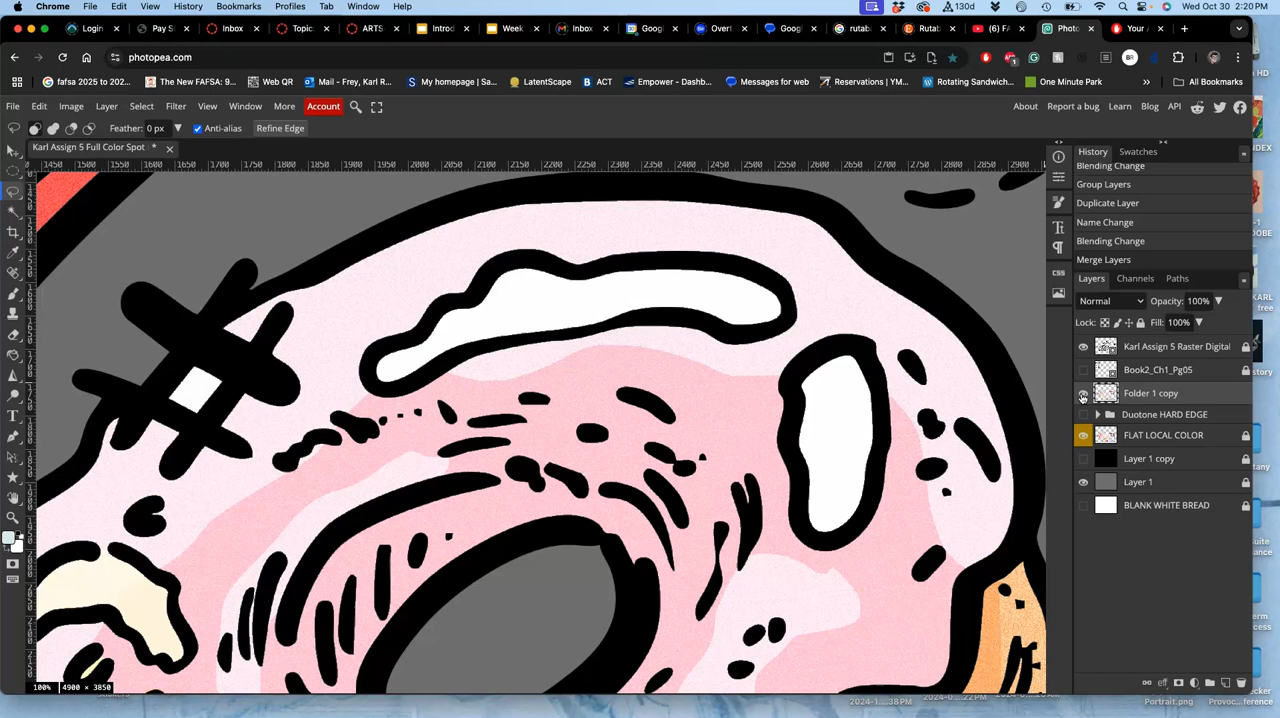 Chrome File Edit View History Bookmarks Profiles Tab Window Help 130d Wed Oct 30 2:20 PM
Login Pay S Topic Inbox ARTS Introd Week Inbox Googl Overl Googl rutab Rutab (6) FA Photo Your
photopea.com
fafsa 2025 to 202... The New FAFSA: W... Web QR Mail - Frey, Karl R... My homepage | Sa... LatentScape ACT Empower - Dashb... Messages for web Reservations | YM... Rotating Sandwich... One Minute Park All Bookmarks
File Edit Image Layer Select Filter View Window More Account About Report a bug Learn Blog API
Feather: 0 px Anti-alias Refine Edge
Karl Assign 5 Full Color Spot *
1450 1500 1550 1600 1650 1700 1750 1800 1850 1900 1950 2000 2050 2100 2150 2200 2250 2300 2350 2400 2450 2500 2550 2600 2650 2700 2750 2800 2850 2900
History Swatches
Blending Change
Group Layers
Duplicate Layer
Name Change
Blending Change
Merge Layers
Layers Channels Paths
Normal Opacity: 100%
Lock: Fill: 100%
Karl Assign 5 Raster Digital
Book2_Ch1_Pg05
Folder 1 copy
Duotone HARD EDGE
FLAT LOCAL COLOR
Layer 1 copy
Layer 1
BLANK WHITE BREAD
CSS
100% 4900 × 3850
Portrait.png